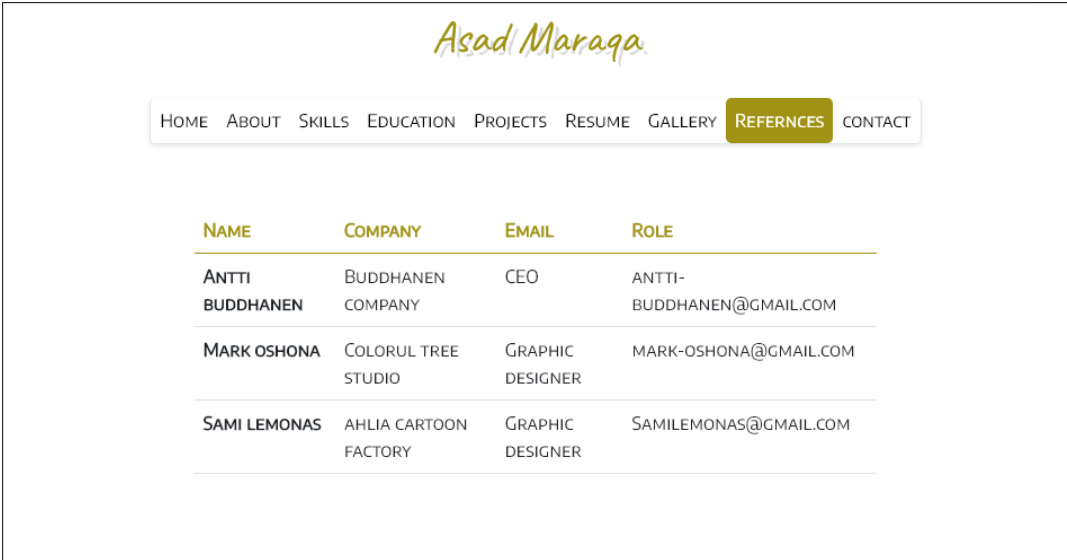 Asad Maraqa
Home About Skills Education Projects Resume Gallery Refernces contact
Name Company Email Role
Antti Buddhanen CEO antti-
buddhanen company buddhanen@gmail.com
Mark oshona Colorul tree Graphic mark-oshona@gmail.com
studio designer
Sami lemonas ahlia cartoon Graphic Samilemonas@gmail.com
factory designer